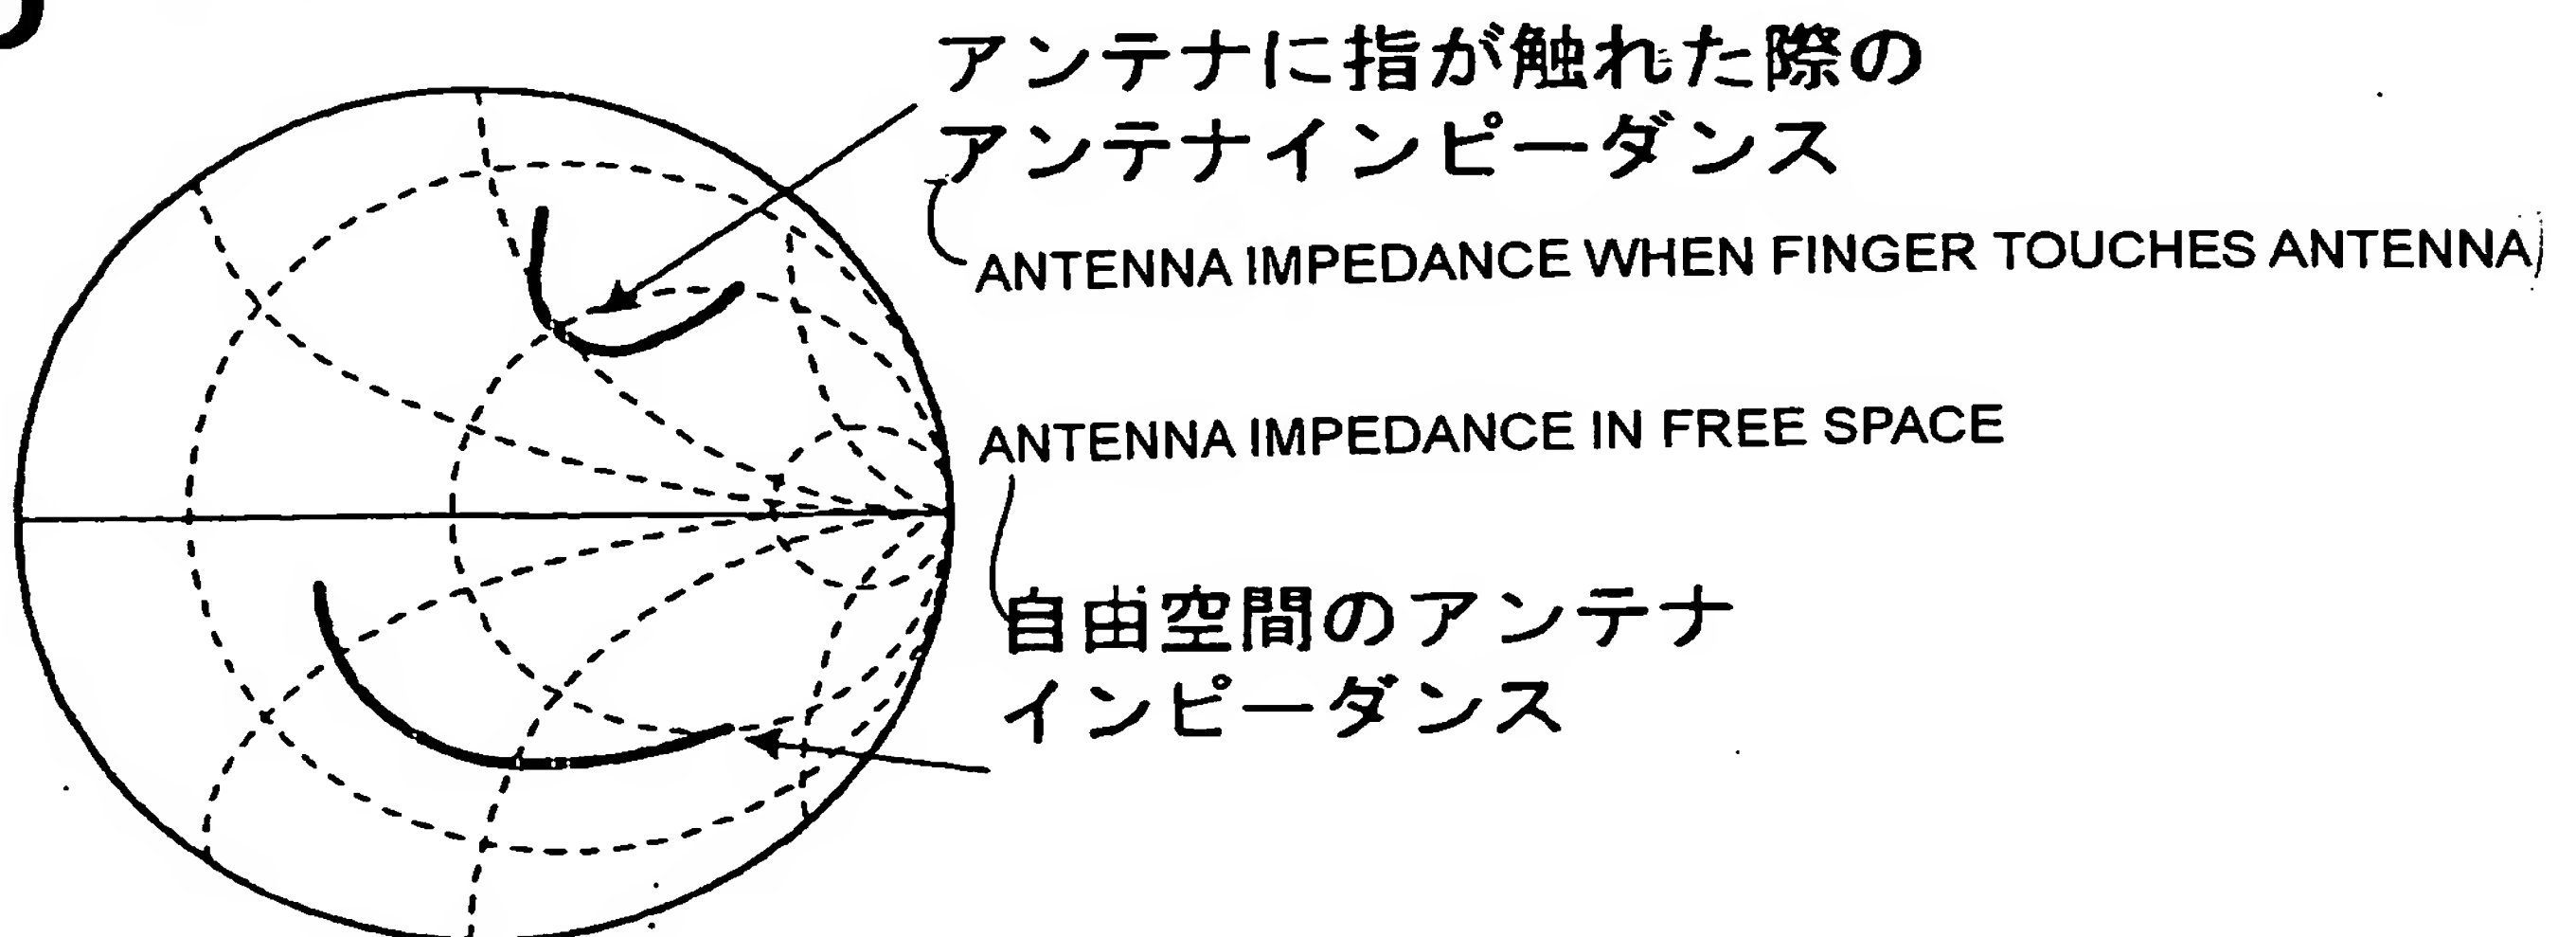 アンテナに指が触れた際の
アンテナインピーダンス
ANTENNA IMPEDANCE WHEN FINGER TOUCHES ANTENNA
ANTENNA IMPEDANCE IN FREE SPACE
自由空間のアンテナ
インピーダンス